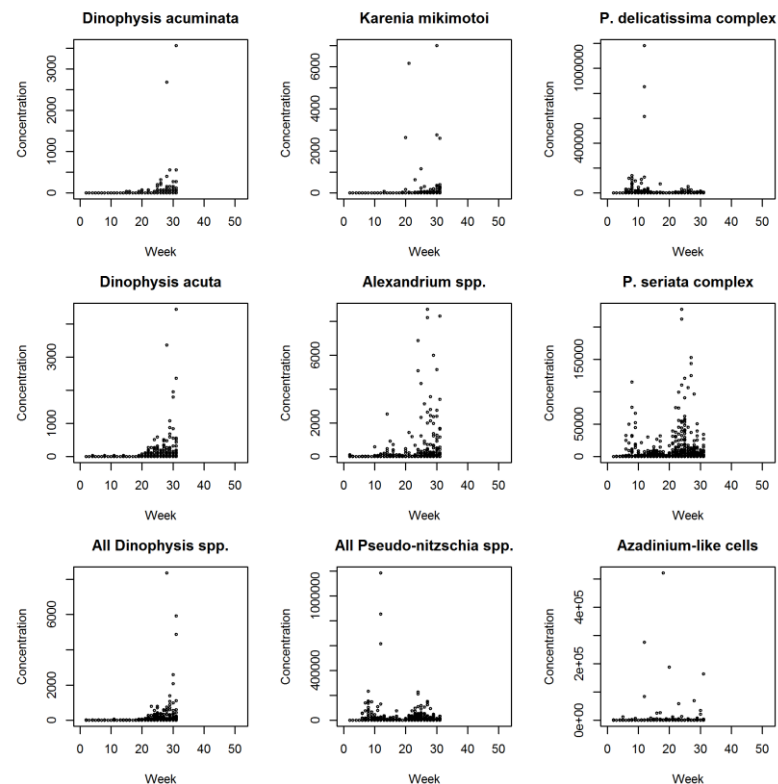 Dinophysis acuminata
Concentration
0
1000
2000
3000
0 10 20 30 40 50
Week
Karenia mikimotoi
Concentration
0
2000
4000
6000
0 10 20 30 40 50
Week
P. delicatissima complex
Concentration
0
400000
1000000
0 10 20 30 40 50
Week
Dinophysis acuta
Concentration
0
1000
3000
0 10 20 30 40 50
Week
Alexandrium spp.
Concentration
0
2000
6000
0 10 20 30 40 50
Week
P. seriata complex
Concentration
0
50000
150000
0 10 20 30 40 50
Week
All Dinophysis spp.
Concentration
0
2000
6000
0 10 20 30 40 50
Week
All Pseudo-nitzschia spp.
Concentration
0
400000
1000000
0 10 20 30 40 50
Week
Azadinium-like cells
Concentration
0e+00
2e+05
4e+05
0 10 20 30 40 50
Week